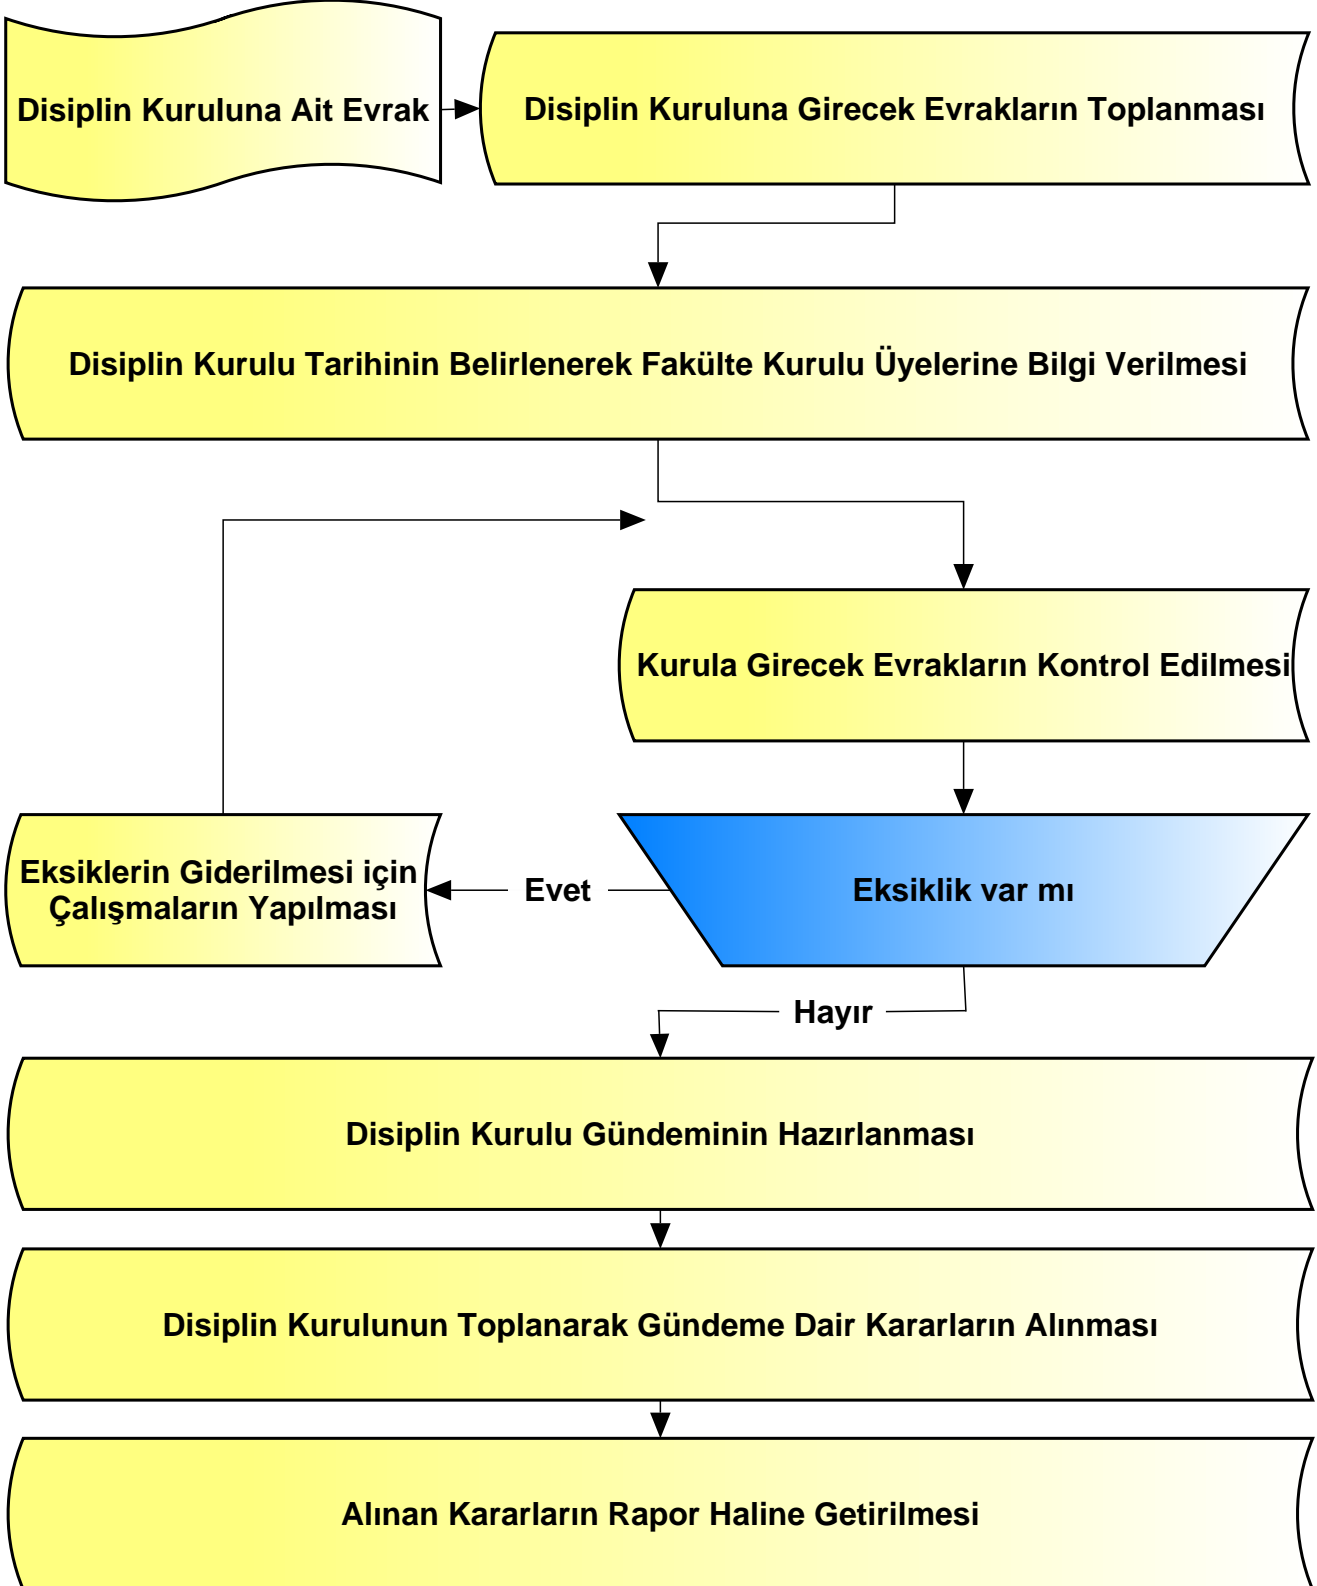 Disiplin Kuruluna Ait Evrak
Disiplin Kuruluna Girecek Evrakların Toplanması
Disiplin Kurulu Tarihinin Belirlenerek Fakülte Kurulu Üyelerine Bilgi Verilmesi
Kurula Girecek Evrakların Kontrol Edilmesi
Eksiklik var mı
Evet
Eksiklerin Giderilmesi için
Çalışmaların Yapılması
Hayır
Disiplin Kurulu Gündeminin Hazırlanması
Disiplin Kurulunun Toplanarak Gündeme Dair Kararların Alınması
Alınan Kararların Rapor Haline Getirilmesi